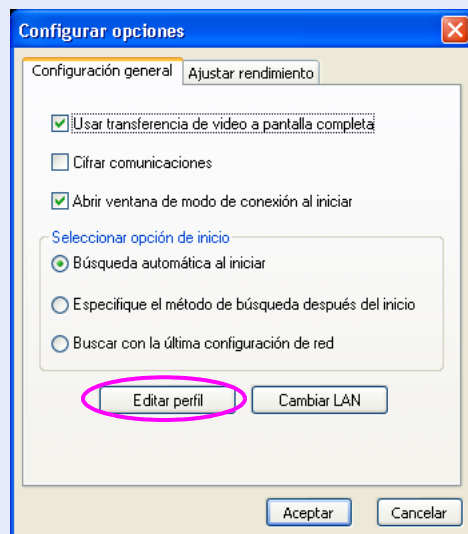 Configurar opciones
Configuración general
Ajustar rendimiento
Usar transferencia de video a pantalla completa
Cifrar comunicaciones
Abrir ventana de modo de conexión al iniciar
Seleccionar opción de inicio
Búsqueda automática al iniciar
Especifique el método de búsqueda después del inicio
Buscar con la última configuración de red
Editar perfil
Cambiar LAN
Aceptar
Cancelar